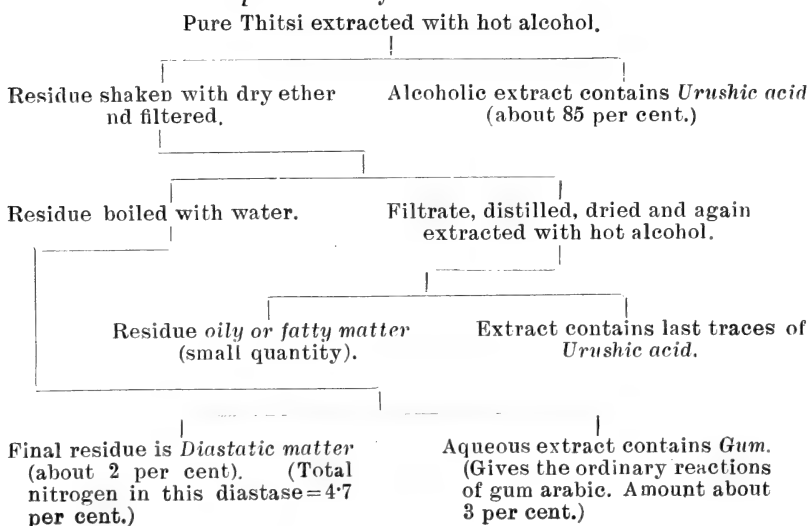 Pure Thitsi extracted with hot alcohol.
Residue shaken with dry ether
nd filtered.
Alcoholic extract contains Urushic acid
(about 85 per cent.)
Residue boiled with water.
Filtrate, distilled, dried and again
extracted with hot alcohol.
Residue oily or fatty matter
(small quantity).
Extract contains last traces of
Urushic acid.
Final residue is Diastatic matter
(about 2 per cent). (Total
nitrogen in this diastase=4·7
per cent.)
Aqueous extract contains Gum.
(Gives the ordinary reactions
of gum arabic. Amount about
3 per cent.)